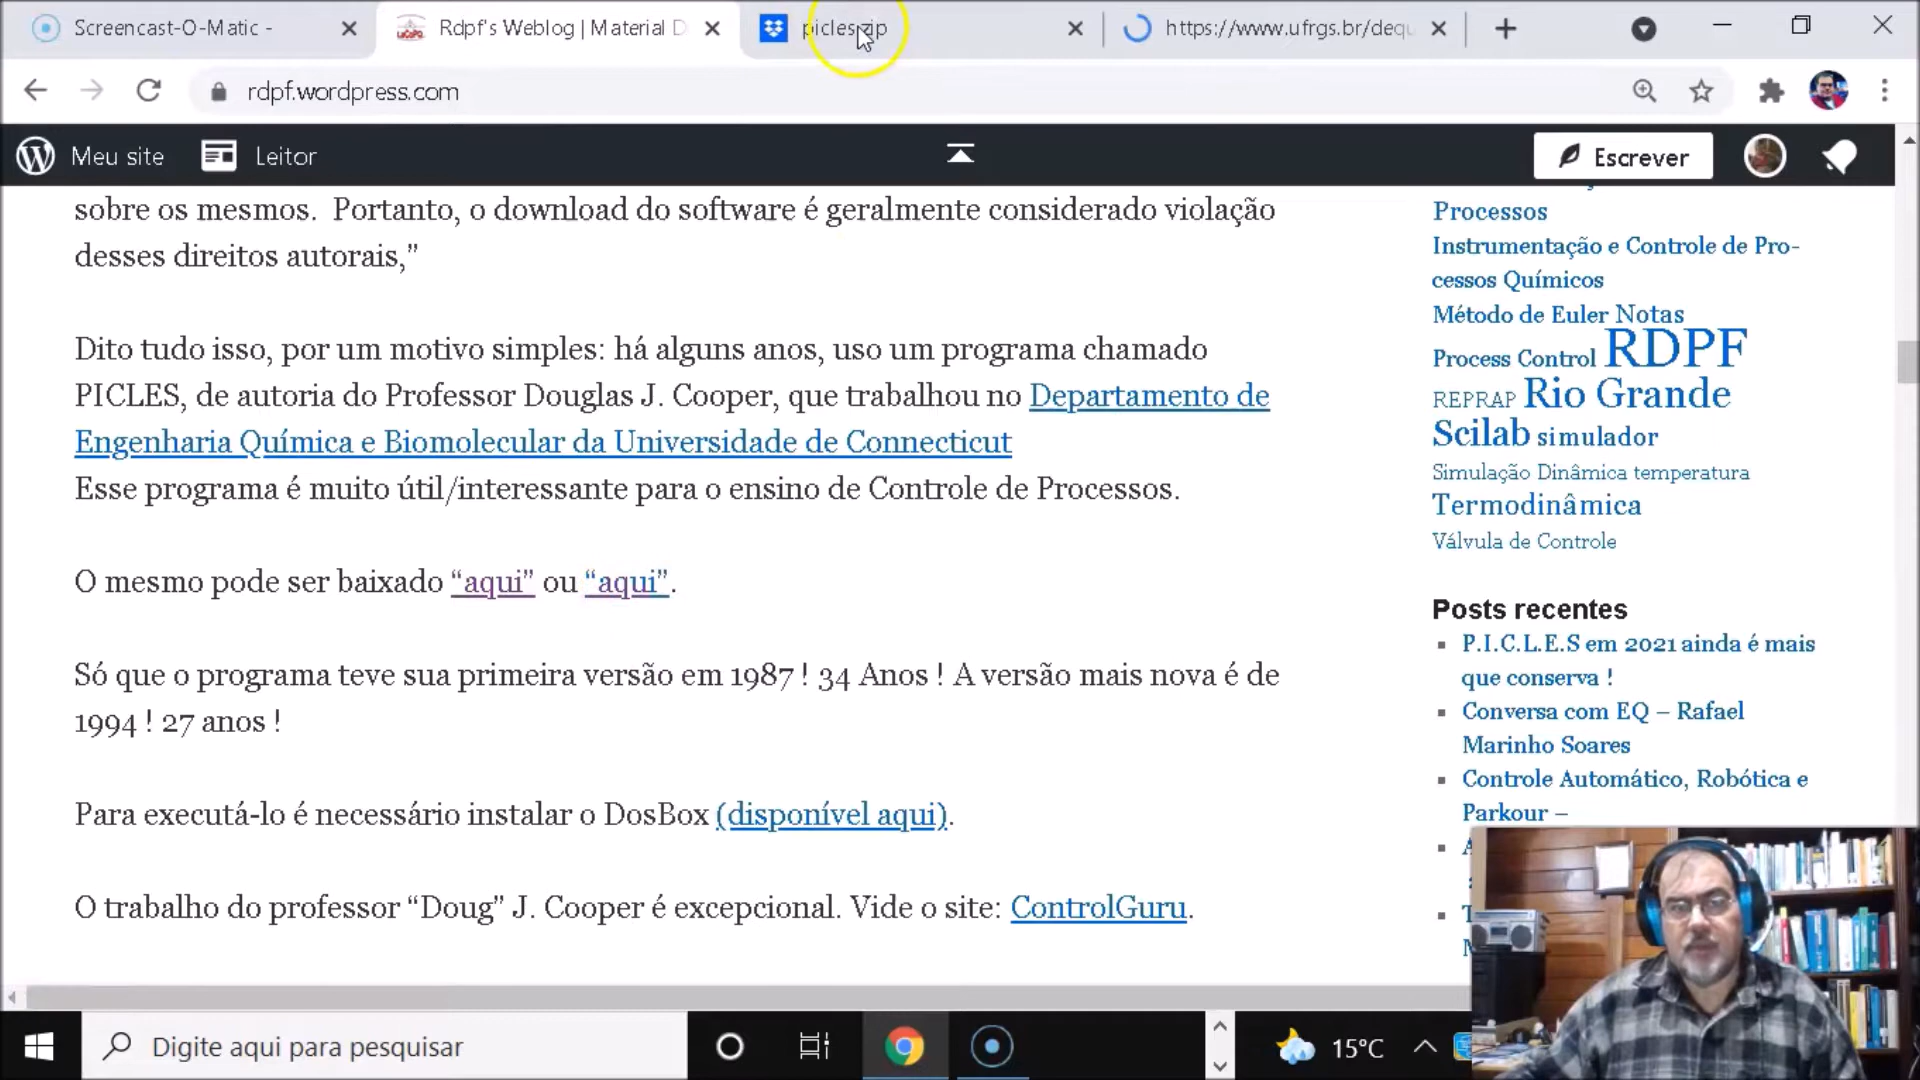 Screencast-O-Matic -
Rdpf's Weblog | Material D
picles.zip
https://www.ufrgs.br/dequ
rdpf.wordpress.com
Meu site
Leitor
Escrever
sobre os mesmos. Portanto, o download do software é geralmente considerado violação
desses direitos autorais,”
Dito tudo isso, por um motivo simples: há alguns anos, uso um programa chamado
PICLES, de autoria do Professor Douglas J. Cooper, que trabalhou no Departamento de
Engenharia Química e Biomolecular da Universidade de Connecticut
Esse programa é muito útil/interessante para o ensino de Controle de Processos.
O mesmo pode ser baixado “aqui” ou “aqui”.
Só que o programa teve sua primeira versão em 1987 ! 34 Anos ! A versão mais nova é de
1994 ! 27 anos !
Para executá-lo é necessário instalar o DosBox (disponível aqui).
O trabalho do professor “Doug” J. Cooper é excepcional. Vide o site: ControlGuru.
Processos
Instrumentação e Controle de Pro-
cessos Químicos
Método de Euler Notas
Process Control RDPF
REPRAP Rio Grande
Scilab simulador
Simulação Dinâmica temperatura
Termodinâmica
Válvula de Controle
Posts recentes
P.I.C.L.E.S em 2021 ainda é mais
que conserva !
Conversa com EQ – Rafael
Marinho Soares
Controle Automático, Robótica e
Parkour –
Digite aqui para pesquisar
15°C